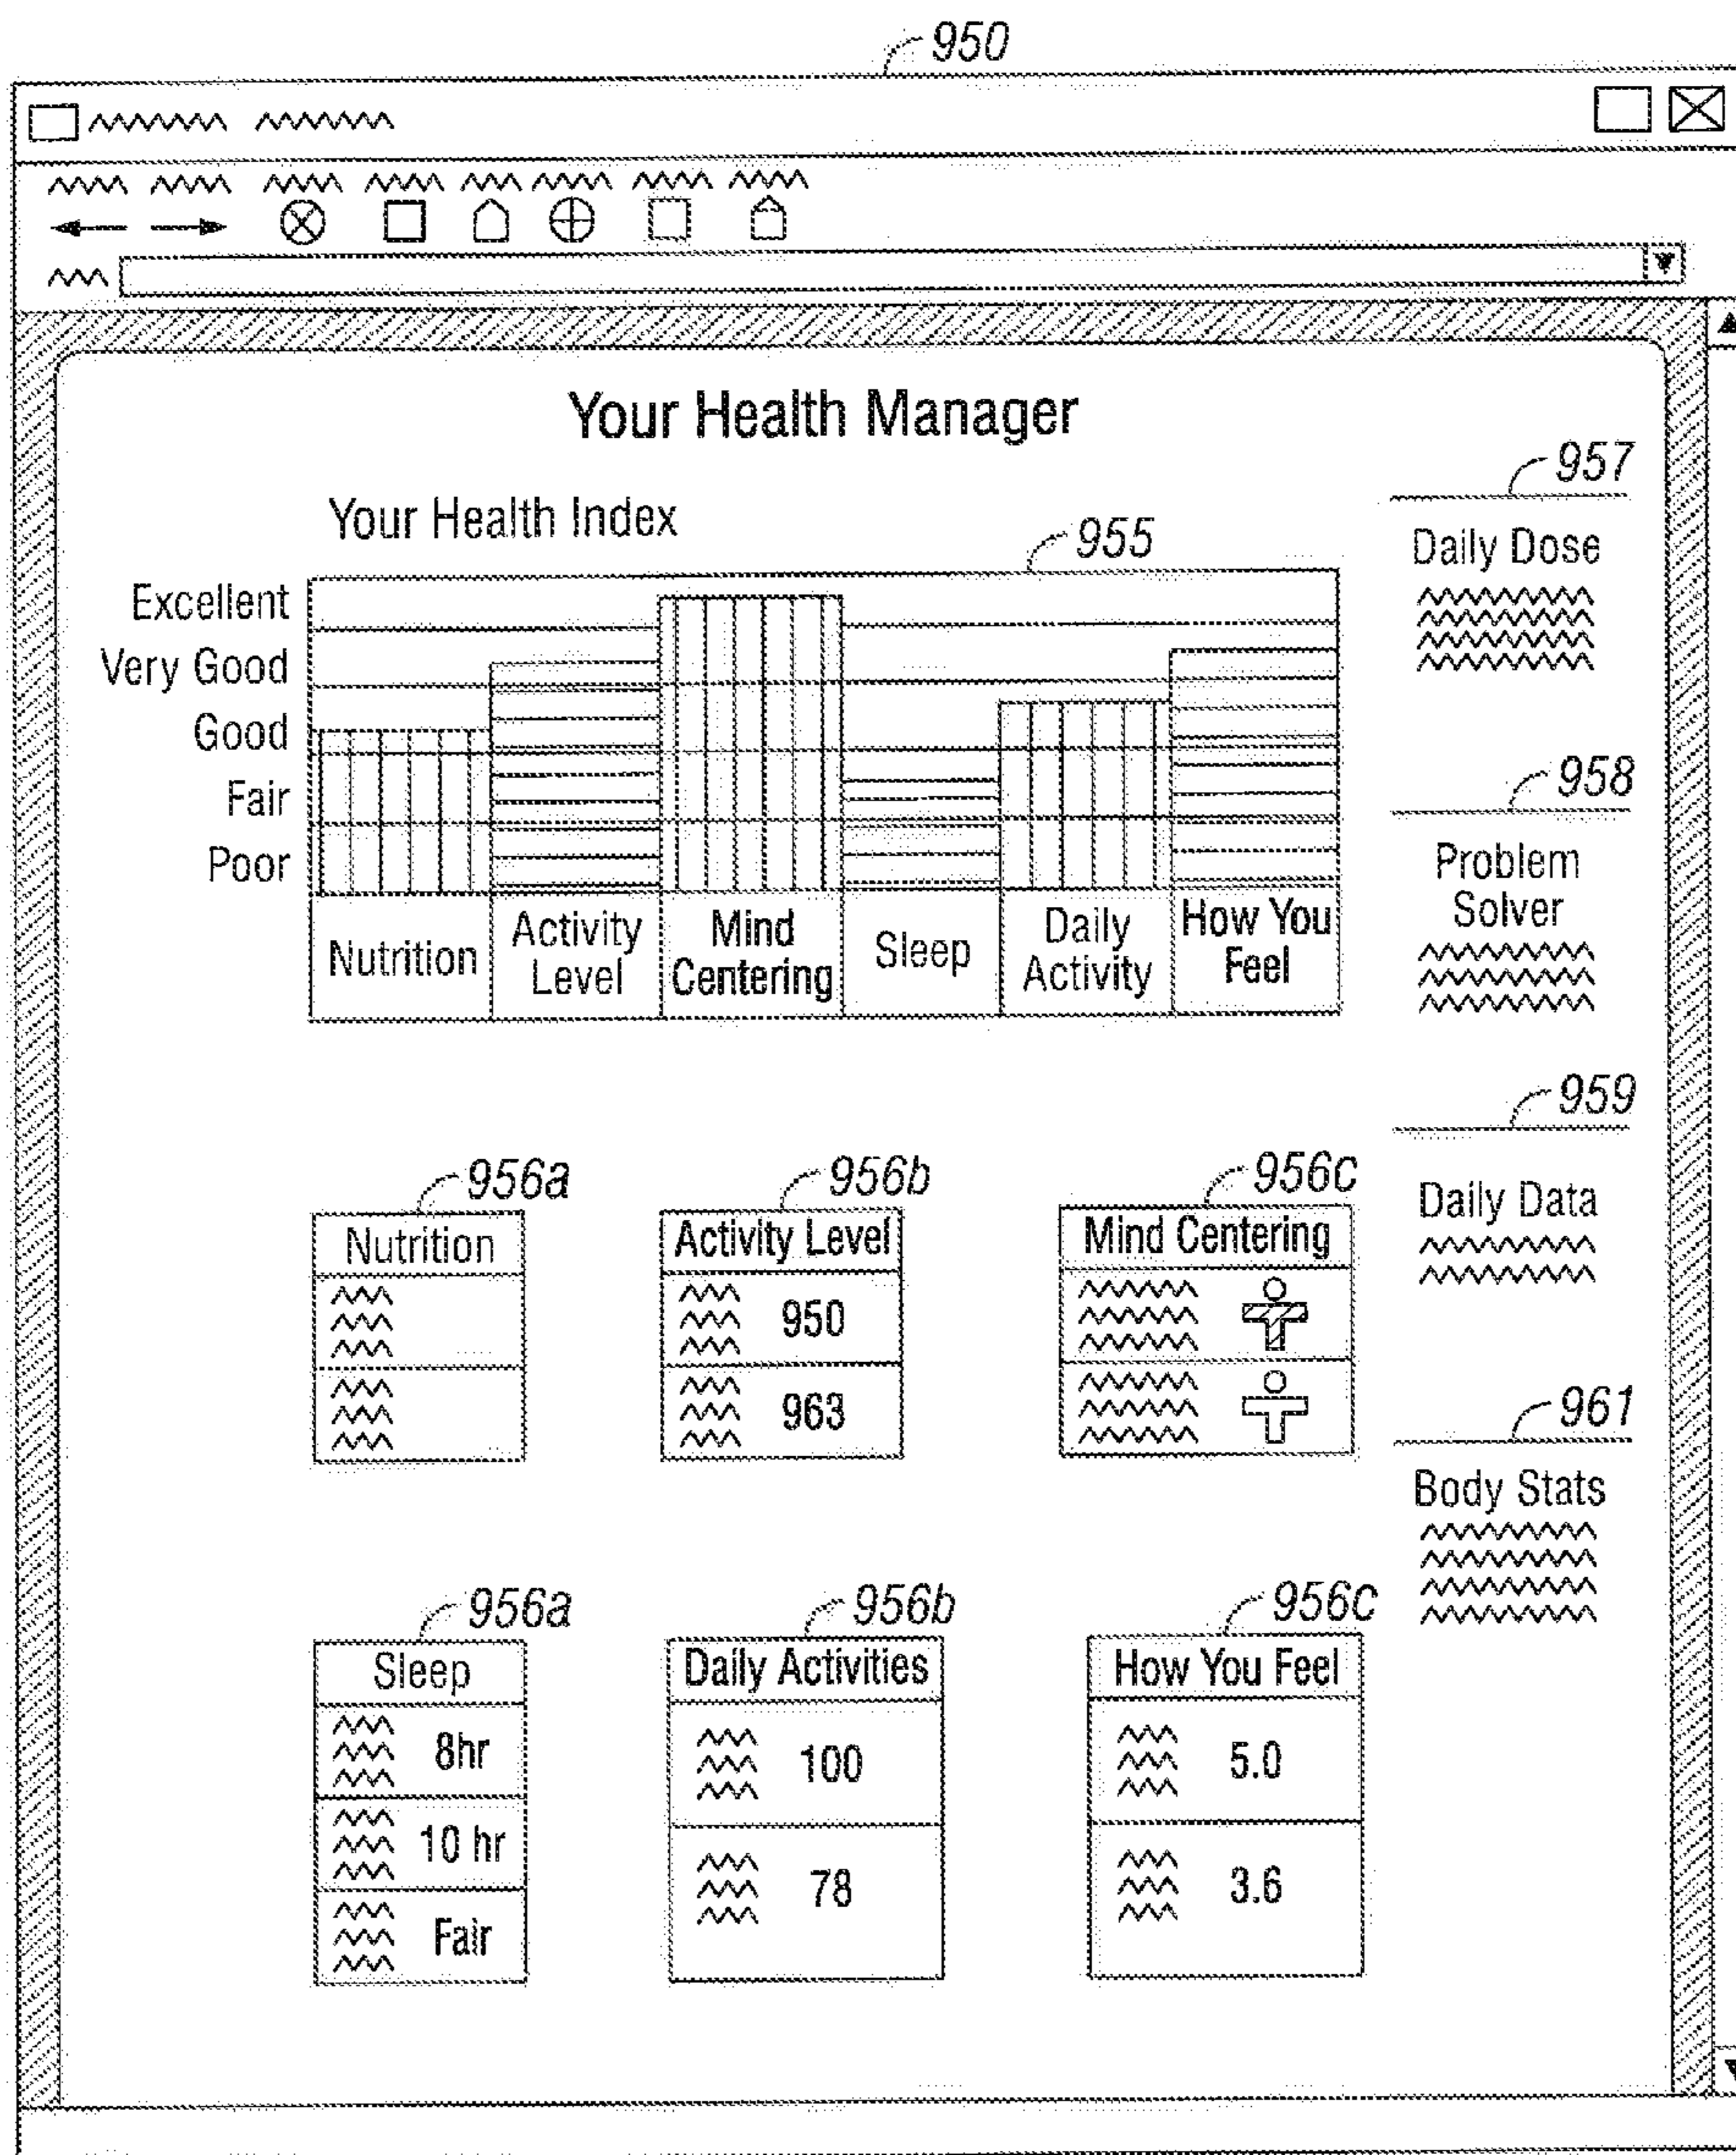 950
Your Health Manager
957
Your Health Index
955
Daily Dose
Excellent
Very Good
Good
Fair
Poor
958
Problem
Solver
Nutrition
Activity
Level
Mind
Centering
Sleep
Daily
Activity
How You
Feel
959
Daily Data
956a
Nutrition
956b
Activity Level
950
963
956c
Mind Centering
961
Body Stats
956a
Sleep
8hr
10 hr
Fair
956b
Daily Activities
100
78
956c
How You Feel
5.0
3.6